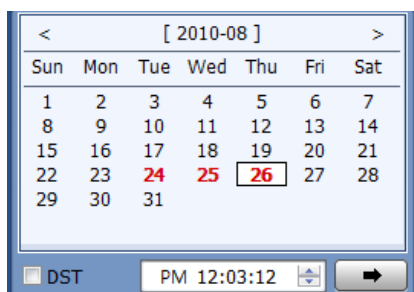 < [ 2010-08 ] >
Sun Mon Tue Wed Thu Fri Sat
1 2 3 4 5 6 7
8 9 10 11 12 13 14
15 16 17 18 19 20 21
22 23 24 25 26 27 28
29 30 31
DST PM 12:03:12